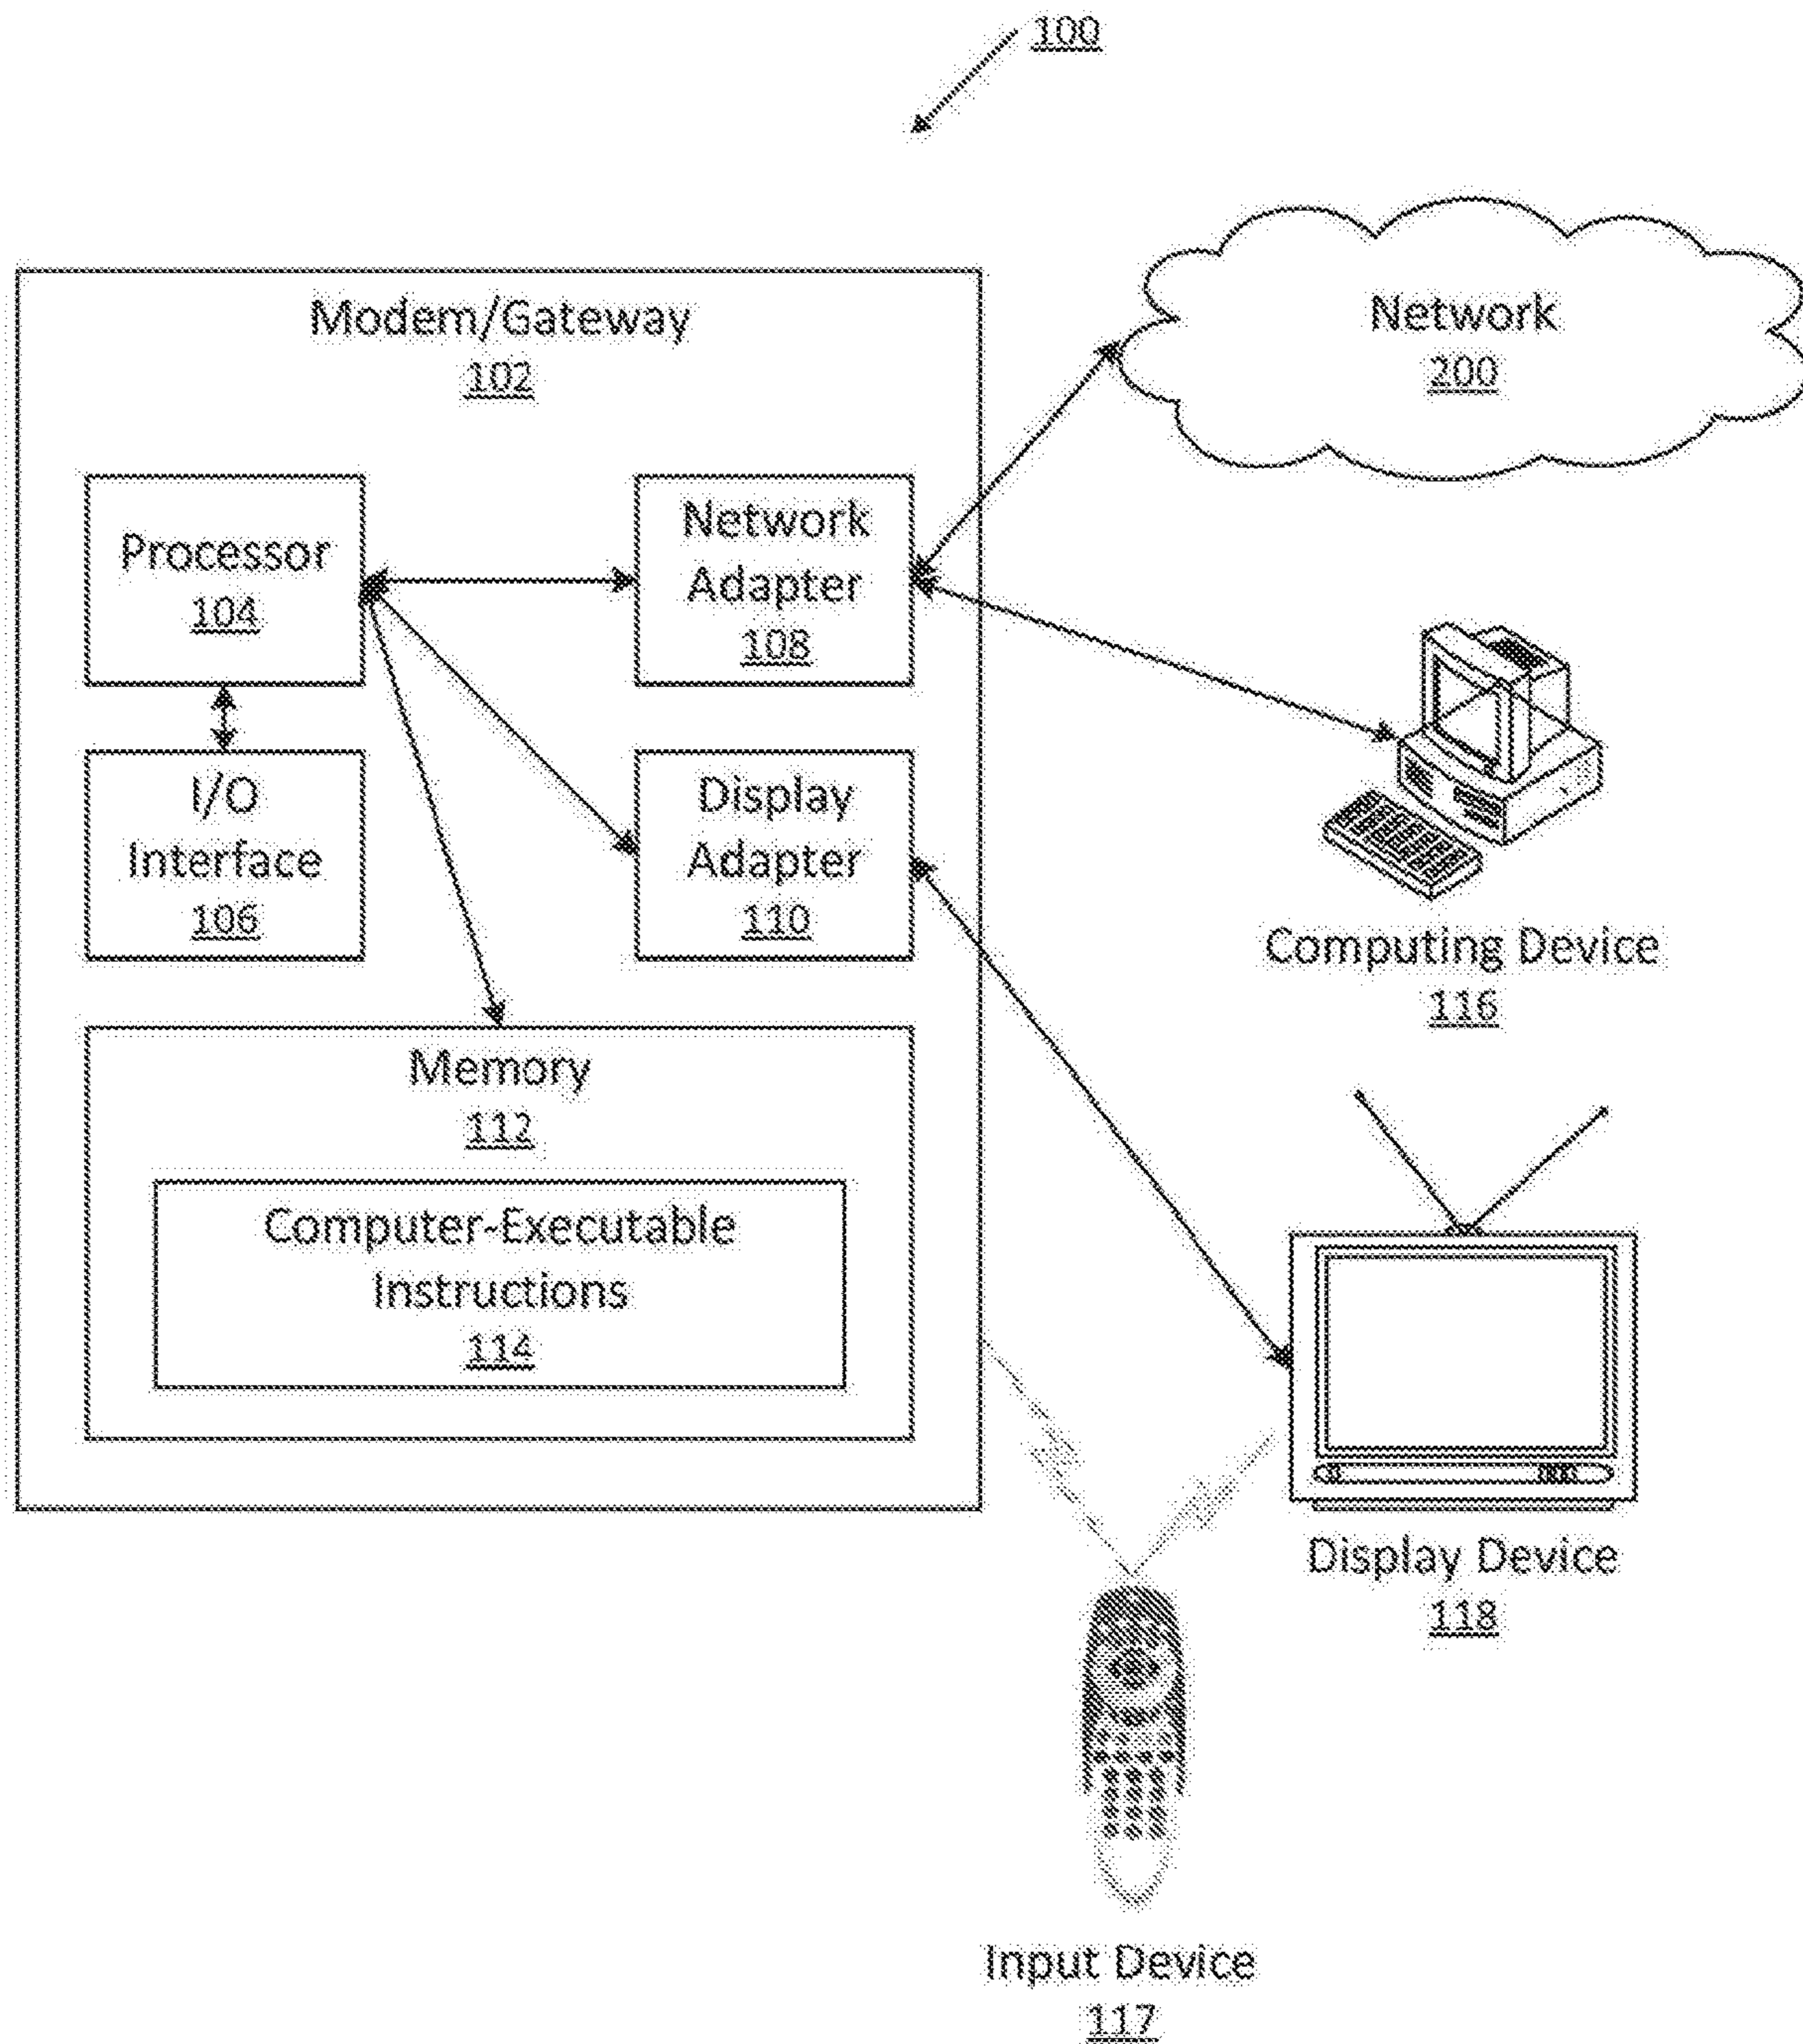 100
Modem/Gateway
102
Network
200
Processor
104
Network
Adapter
108
I/O
Interface
106
Display
Adapter
110
Computing Device
116
Memory
112
Computer-Executable
Instructions
114
Display Device
118
Input Device
117